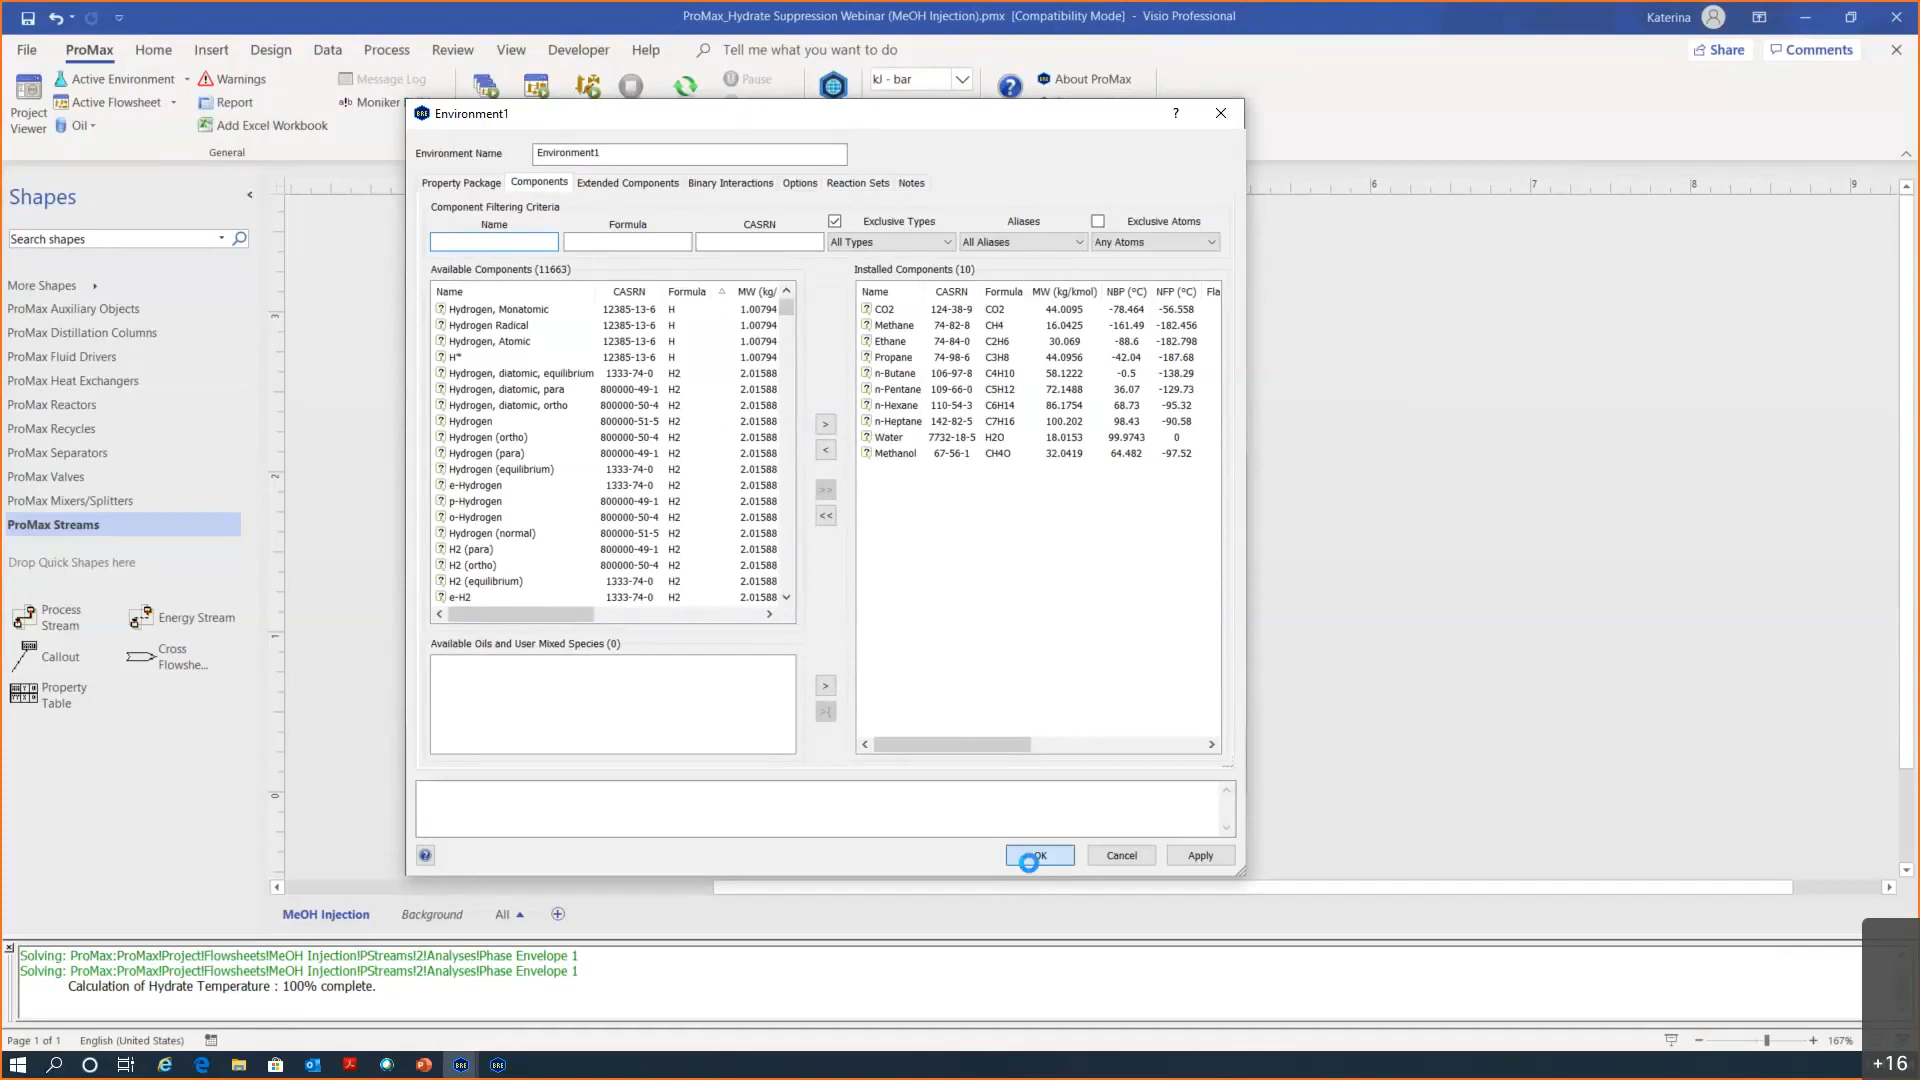 ProMax_Hydrate Suppression Webinar (MeOH Injection).pmx [Compatibility Mode] - Visio Professional
Katerina
File ProMax Home Insert Design Data Process Review View Developer Help Tell me what you want to do
Share Comments
Project Viewer
Active Environment
Active Flowsheet
Oil
Warnings
Report
Add Excel Workbook
Message Log
Moniker
General
Pause
kJ - bar
About ProMax
BRE Environment1
Environment Name Environment1
Property Package Components Extended Components Binary Interactions Options Reaction Sets Notes
Component Filtering Criteria
Name Formula CASRN Exclusive Types Aliases Exclusive Atoms
All Types All Aliases Any Atoms
Available Components (11663)
Name CASRN Formula MW (kg/
Hydrogen, Monatomic 12385-13-6 H 1.00794
Hydrogen Radical 12385-13-6 H 1.00794
Hydrogen, Atomic 12385-13-6 H 1.00794
H* 12385-13-6 H 1.00794
Hydrogen, diatomic, equilibrium 1333-74-0 H2 2.01588
Hydrogen, diatomic, para 800000-49-1 H2 2.01588
Hydrogen, diatomic, ortho 800000-50-4 H2 2.01588
Hydrogen 800000-51-5 H2 2.01588
Hydrogen (ortho) 800000-50-4 H2 2.01588
Hydrogen (para) 800000-49-1 H2 2.01588
Hydrogen (equilibrium) 1333-74-0 H2 2.01588
e-Hydrogen 1333-74-0 H2 2.01588
p-Hydrogen 800000-49-1 H2 2.01588
o-Hydrogen 800000-50-4 H2 2.01588
Hydrogen (normal) 800000-51-5 H2 2.01588
H2 (para) 800000-49-1 H2 2.01588
H2 (ortho) 800000-50-4 H2 2.01588
H2 (equilibrium) 1333-74-0 H2 2.01588
e-H2 1333-74-0 H2 2.01588
> < >> <<
Installed Components (10)
Name CASRN Formula MW (kg/kmol) NBP (°C) NFP (°C) Fla
CO2 124-38-9 CO2 44.0095 -78.464 -56.558
Methane 74-82-8 CH4 16.0425 -161.49 -182.456
Ethane 74-84-0 C2H6 30.069 -88.6 -182.798
Propane 74-98-6 C3H8 44.0956 -42.04 -187.68
n-Butane 106-97-8 C4H10 58.1222 -0.5 -138.29
n-Pentane 109-66-0 C5H12 72.1488 36.07 -129.73
n-Hexane 110-54-3 C6H14 86.1754 68.73 -95.32
n-Heptane 142-82-5 C7H16 100.202 98.43 -90.58
Water 7732-18-5 H2O 18.0153 99.9743 0
Methanol 67-56-1 CH4O 32.0419 64.482 -97.52
Available Oils and User Mixed Species (0)
OK Cancel Apply
Shapes
Search shapes
More Shapes
ProMax Auxiliary Objects
ProMax Distillation Columns
ProMax Fluid Drivers
ProMax Heat Exchangers
ProMax Reactors
ProMax Recycles
ProMax Separators
ProMax Valves
ProMax Mixers/Splitters
ProMax Streams
Drop Quick Shapes here
Process Stream
Energy Stream
Callout
Cross Flowshe...
Property Table
6 7 8 9
3
2
1
0
MeOH Injection Background All
Solving: ProMax:ProMax!Project!Flowsheets!MeOH Injection!PStreams!2!Analyses!Phase Envelope 1
Solving: ProMax:ProMax!Project!Flowsheets!MeOH Injection!PStreams!2!Analyses!Phase Envelope 1
Calculation of Hydrate Temperature : 100% complete.
Page 1 of 1 English (United States)
167%
+16